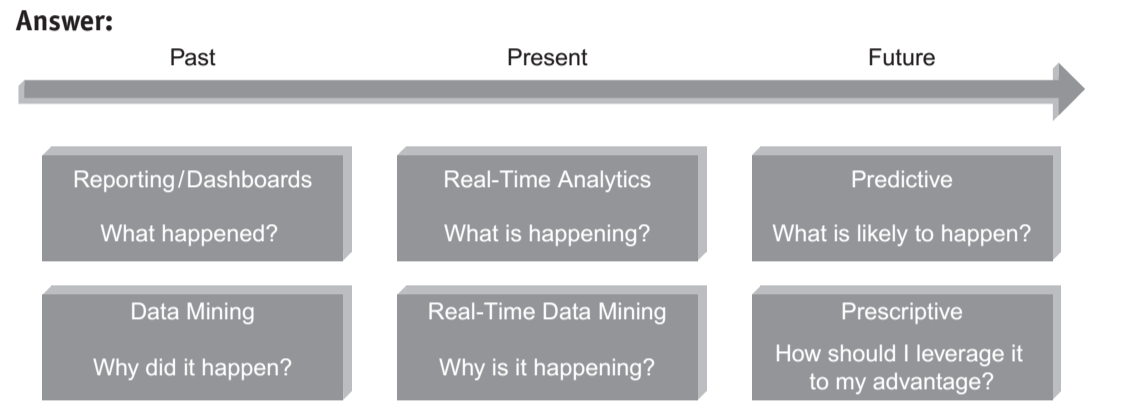 Answer:
Past
Present
Future
Reporting/Dashboards
What happened?
Real-Time Analytics
What is happening?
Predictive
What is likely to happen?
Data Mining
Why did it happen?
Real-Time Data Mining
Why is it happening?
Prescriptive
How should I leverage it
to my advantage?